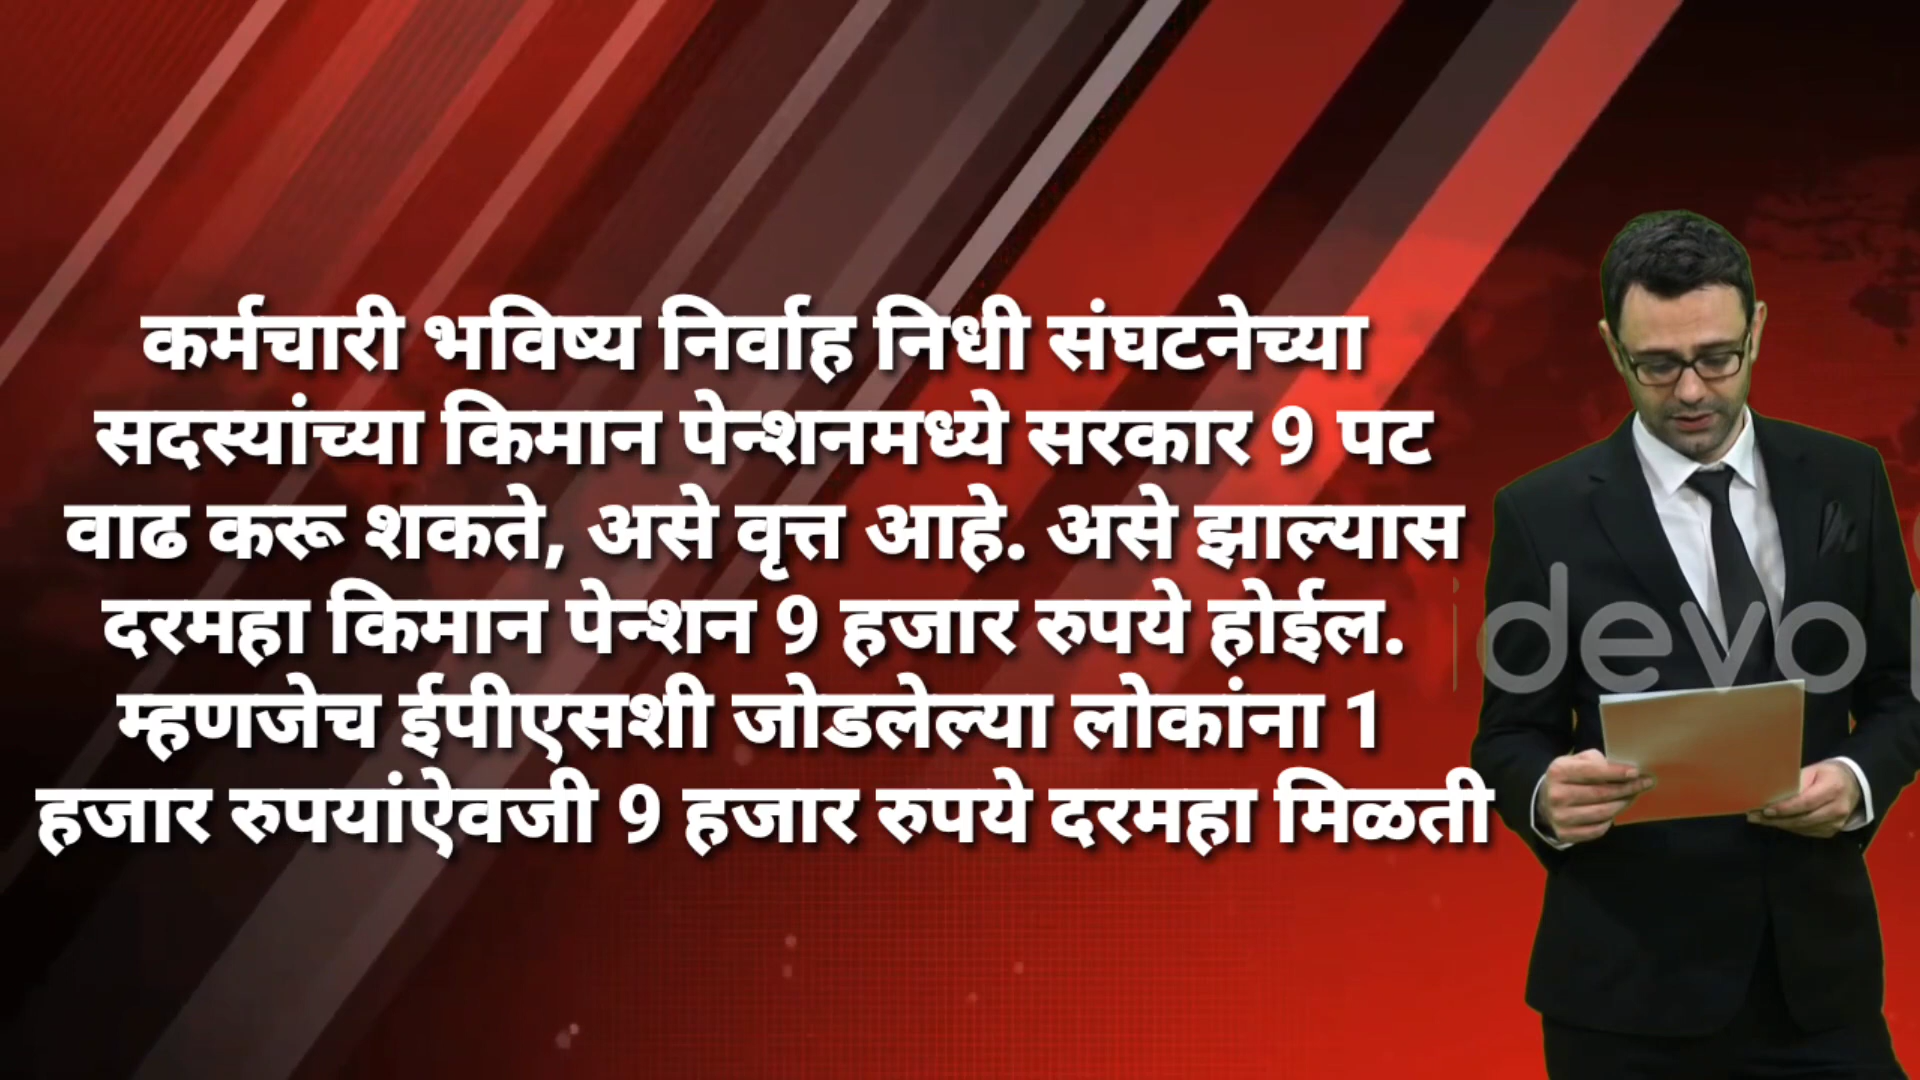 कर्मचारी भविष्य निर्वाह निधी संघटनेच्या
सदस्यांच्या किमान पेन्शनमध्ये सरकार 9 पट
वाढ करू शकते, असे वृत्त आहे. असे झाल्यास
दरमहा किमान पेन्शन 9 हजार रुपये होईल.
म्हणजेच ईपीएसशी जोडलेल्या लोकांना 1
हजार रुपयांऐवजी 9 हजार रुपये दरमहा मिळती
idevo